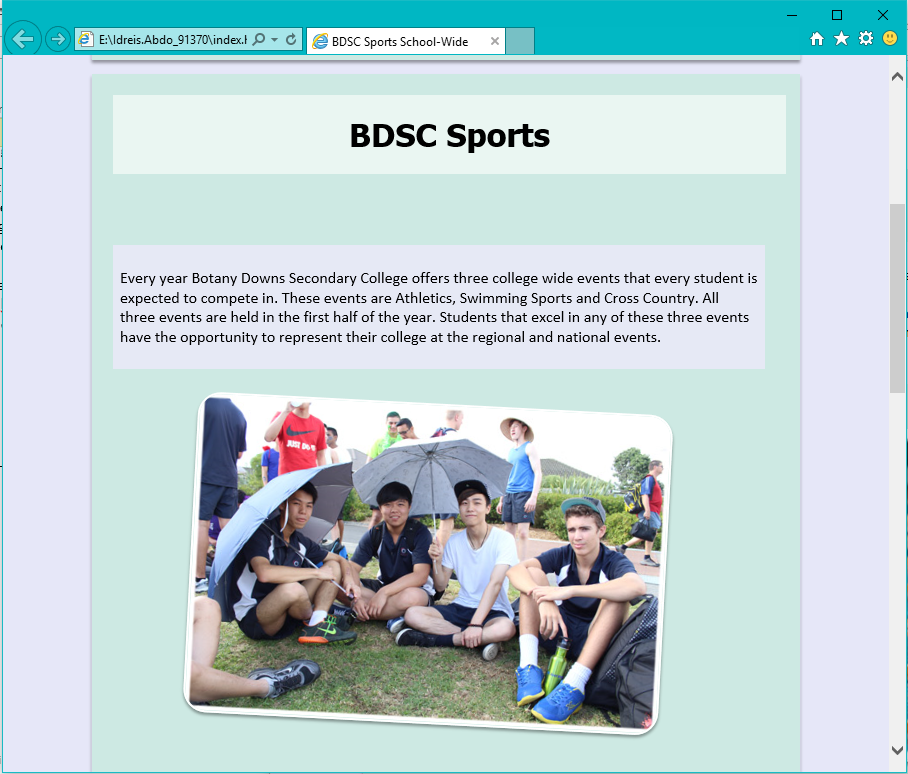 E:\Idreis.Abdo_91370\index.h
BDSC Sports School-Wide
BDSC Sports
Every year Botany Downs Secondary College offers three college wide events that every student is
expected to compete in. These events are Athletics, Swimming Sports and Cross Country. All
three events are held in the first half of the year. Students that excel in any of these three events
have the opportunity to represent their college at the regional and national events.
JUST DO